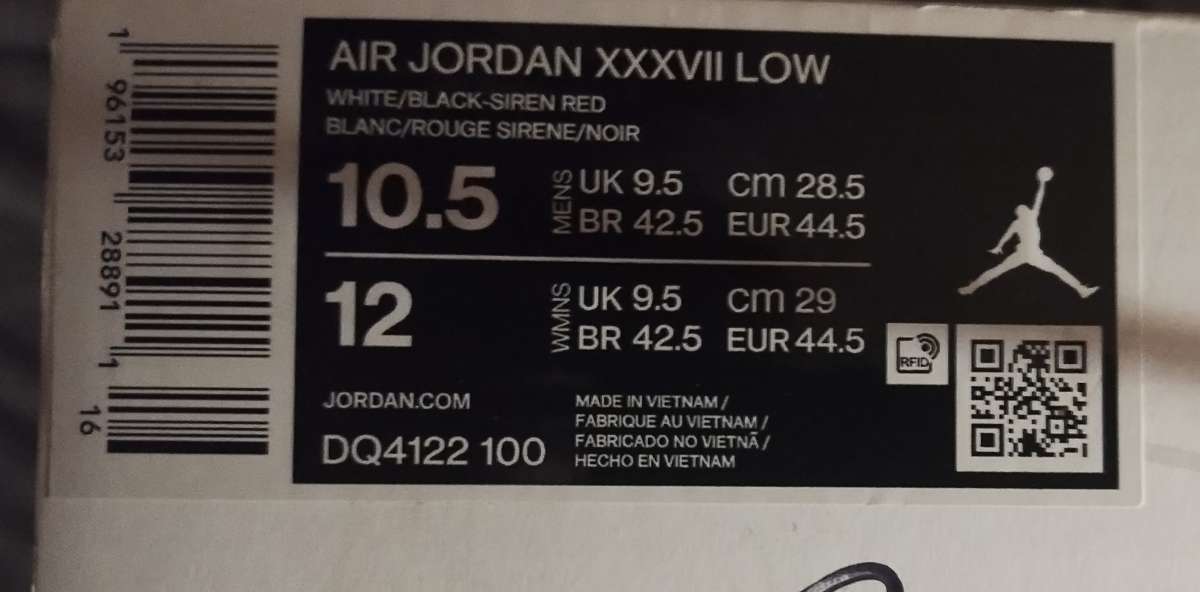 AIR JORDAN XXXVII LOW
WHITE/BLACK-SIREN RED
BLANC/ROUGE SIRENE/NOIR
10.5 MENS UK 9.5 cm 28.5
BR 42.5 EUR 44.5
12 WMNS UK 9.5 cm 29
BR 42.5 EUR 44.5
RFID
JORDAN.COM
DQ4122 100
MADE IN VIETNAM /
FABRIQUE AU VIETNAM /
FABRICADO NO VIETNÃ /
HECHO EN VIETNAM
1 96153 28891 1 16